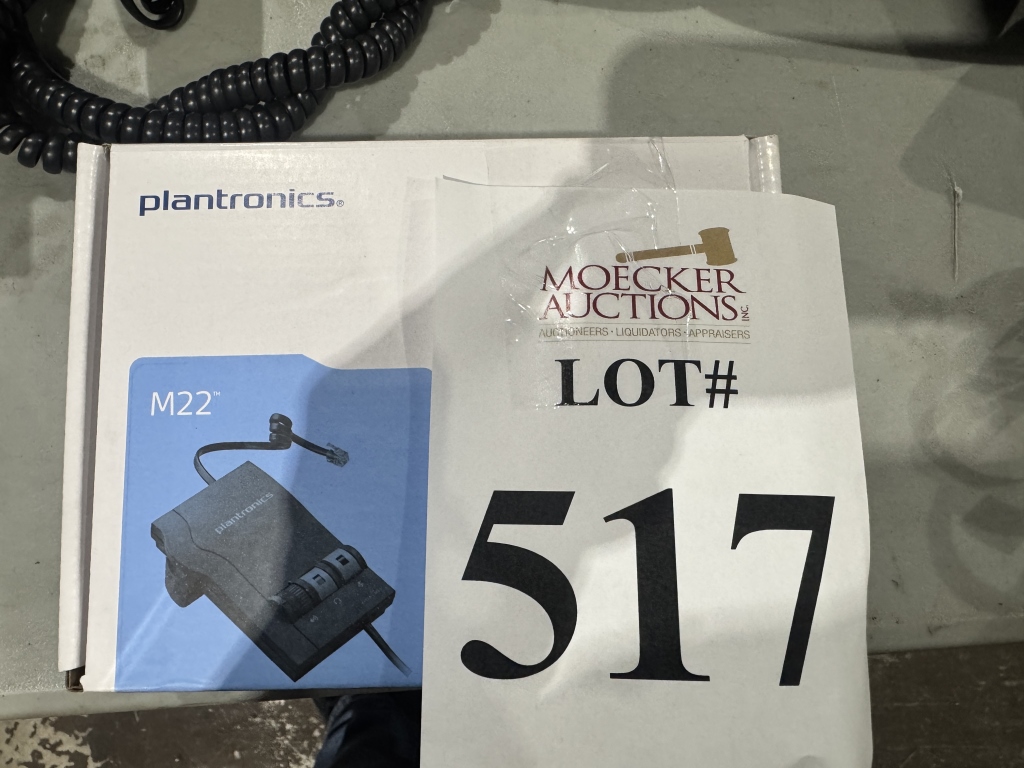 plantronics®
M22™
plantronics
MOECKER
AUCTIONS INC.
AUCTIONEERS · LIQUIDATORS · APPRAISERS
LOT#
517